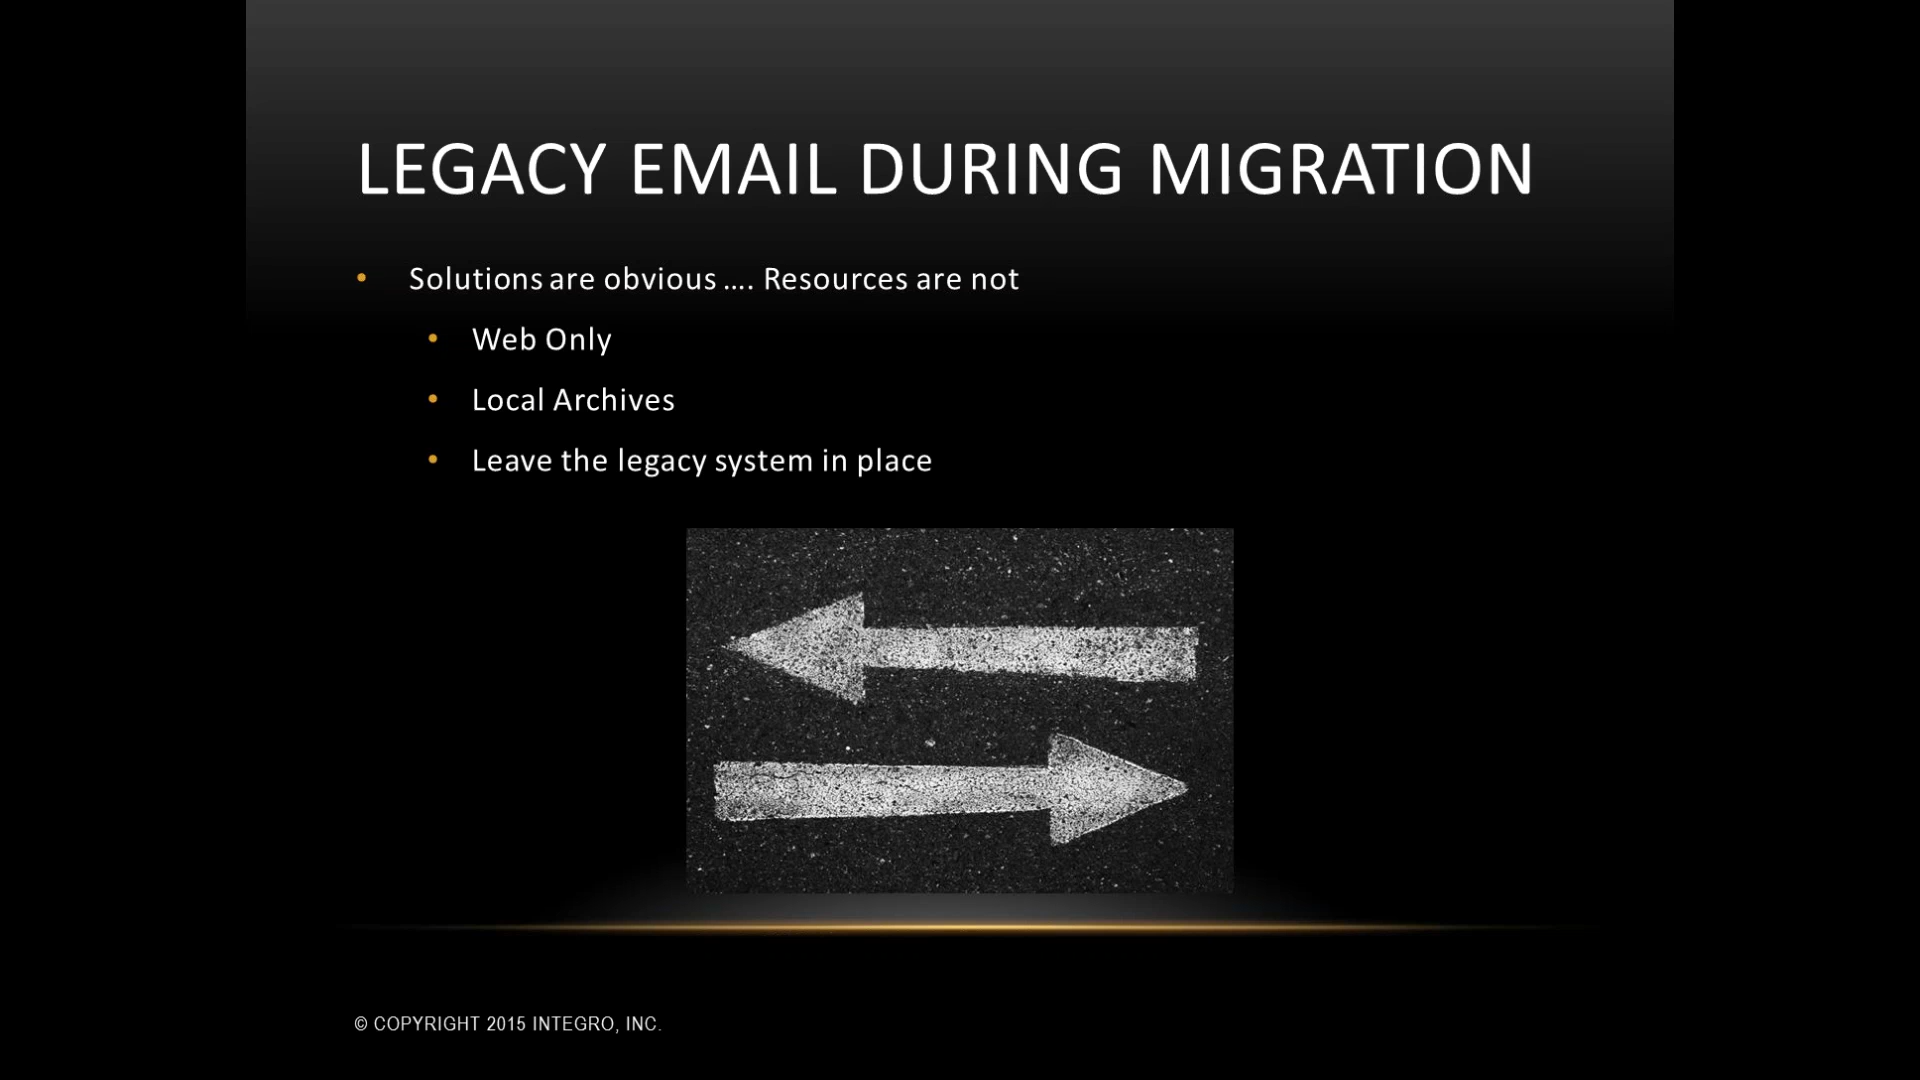 LEGACY EMAIL DURING MIGRATION
• Solutions are obvious .... Resources are not
• Web Only
• Local Archives
• Leave the legacy system in place
© COPYRIGHT 2015 INTEGRO, INC.